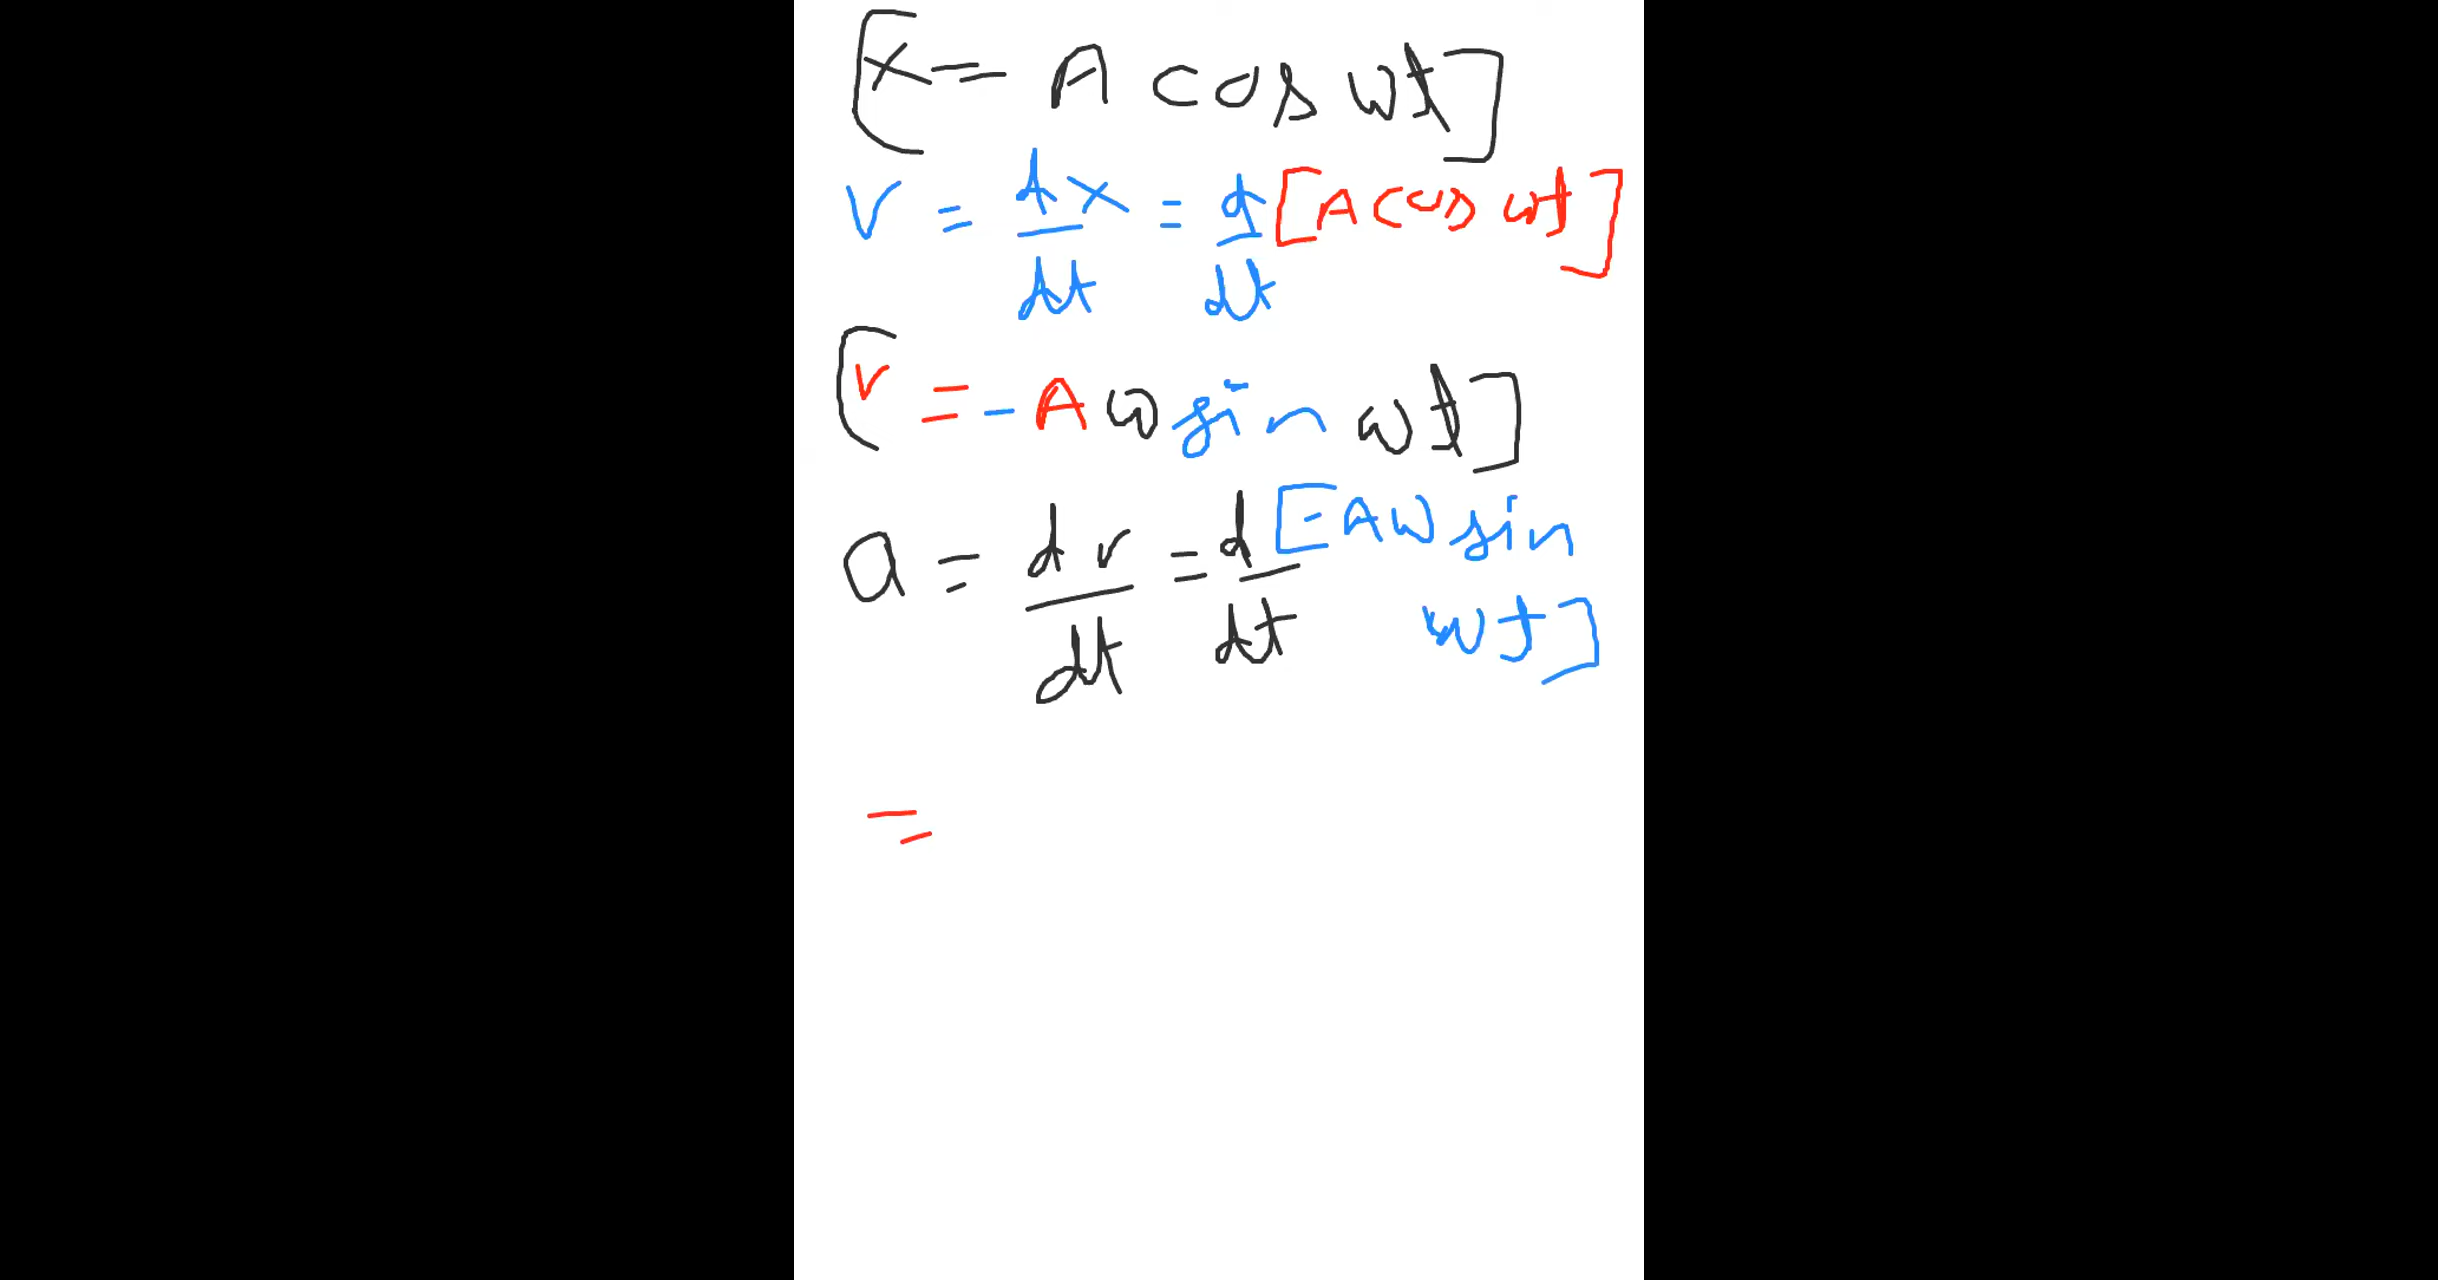 [x = A cos ωt]
v = dx/dt = d/dt [A cos ωt]
[v = -Aω sin ωt]
a = dv/dt = d/dt [-Aω sin
ωt]
=